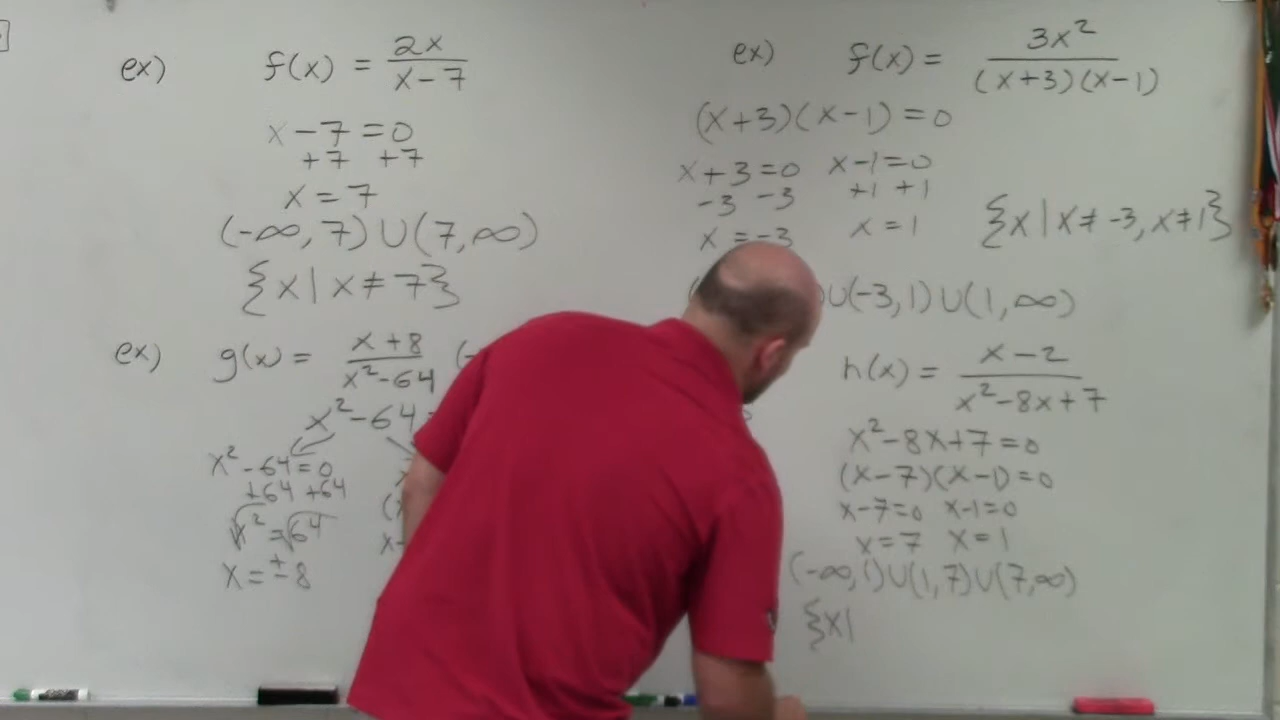 ex) f(x) = 2x / x - 7
x - 7 = 0
+7 +7
x = 7
(-∞, 7) ∪ (7, ∞)
{x | x ≠ 7}
ex) g(x) = x + 8 / x² - 64
x² - 64
x² - 64 = 0
+64 +64
√x² = √64
x = ± 8
ex) f(x) = 3x² / (x+3)(x-1)
(x+3)(x-1) = 0
x + 3 = 0 x - 1 = 0
-3 -3 +1 +1
x = -3 x = 1
{x | x ≠ -3, x ≠ 1}
∪(-3, 1) ∪ (1, ∞)
h(x) = x - 2 / x² - 8x + 7
x² - 8x + 7 = 0
(x - 7)(x - 1) = 0
x - 7 = 0 x - 1 = 0
x = 7 x = 1
(-∞, 1) ∪ (1, 7) ∪ (7, ∞)
{x |